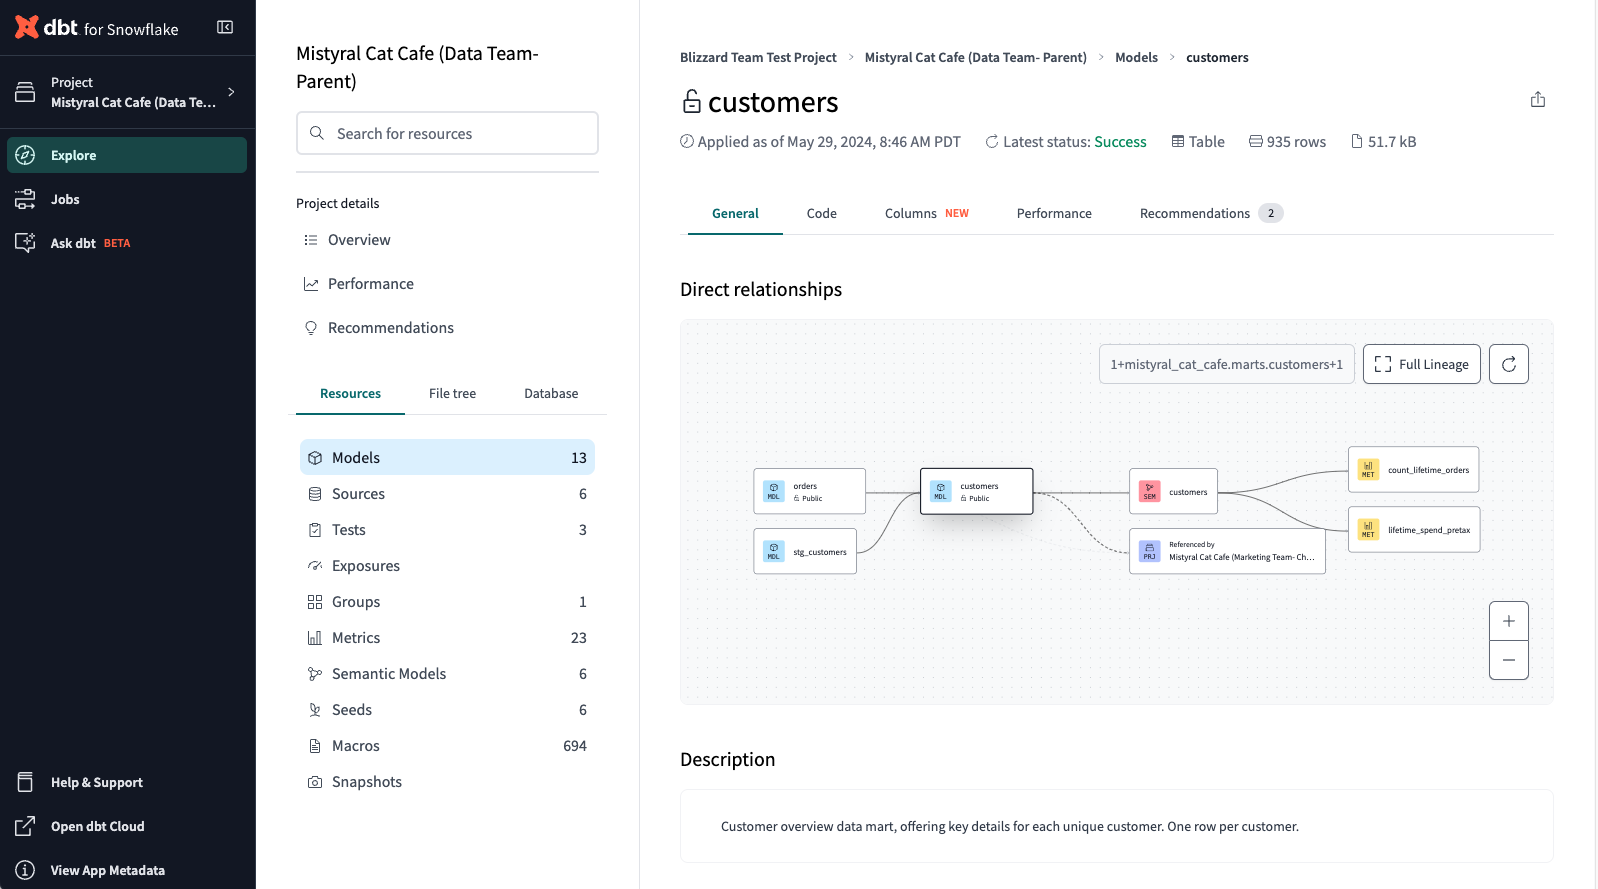 dbt for Snowflake
Project
Mistyral Cat Cafe (Data Te...
Explore
Jobs
Ask dbt BETA
Help & Support
Open dbt Cloud
View App Metadata
Mistyral Cat Cafe (Data Team-
Parent)
Search for resources
Project details
Overview
Performance
Recommendations
Resources File tree Database
Models 13
Sources 6
Tests 3
Exposures
Groups 1
Metrics 23
Semantic Models 6
Seeds 6
Macros 694
Snapshots
Blizzard Team Test Project > Mistyral Cat Cafe (Data Team- Parent) > Models > customers
customers
Applied as of May 29, 2024, 8:46 AM PDT Latest status: Success Table 935 rows 51.7 kB
General Code Columns NEW Performance Recommendations 2
Direct relationships
1+mistyral_cat_cafe.marts.customers+1 Full Lineage
MDL orders
Public
MDL stg_customers
MDL customers
Public
SEM customers
PRJ Referenced by
Mistyral Cat Cafe (Marketing Team- Ch...
MET count_lifetime_orders
MET lifetime_spend_pretax
Description
Customer overview data mart, offering key details for each unique customer. One row per customer.